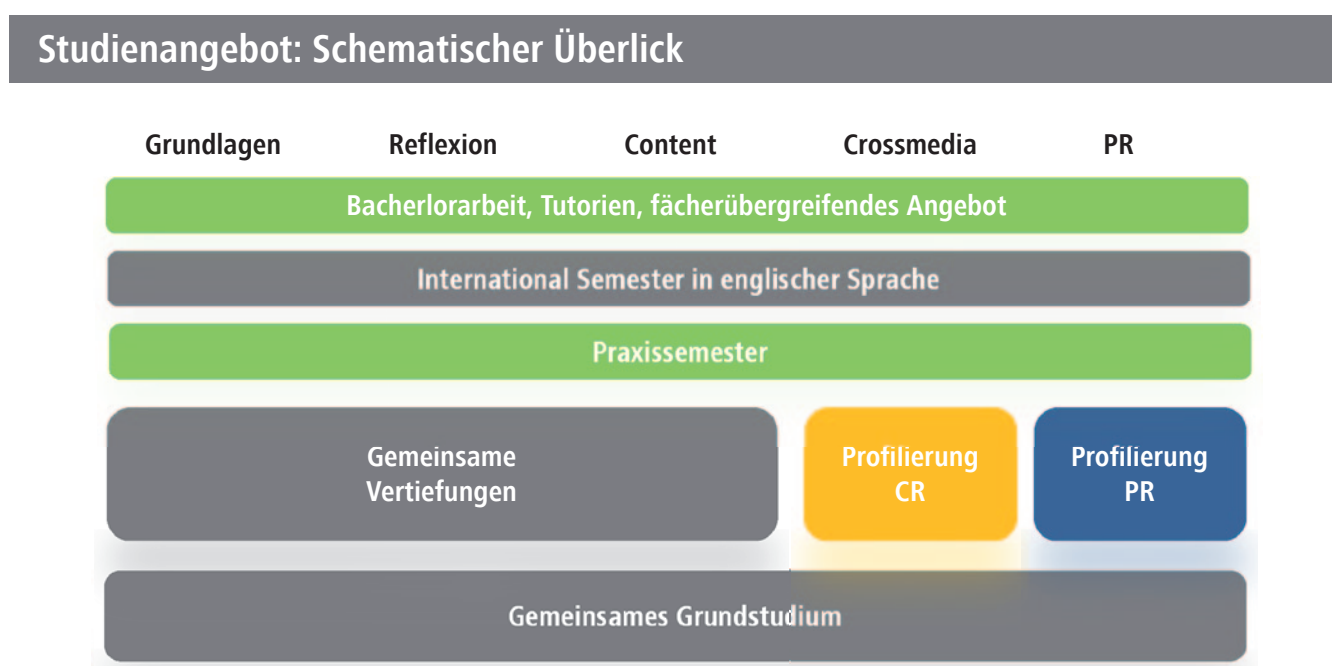 Studienangebot: Schematischer Überlick
Grundlagen Reflexion Content Crossmedia PR
Bacherlorarbeit, Tutorien, fächerübergreifendes Angebot
International Semester in englischer Sprache
Praxissemester
Gemeinsame
Vertiefungen
Profilierung
CR
Profilierung
PR
Gemeinsames Grundstudium